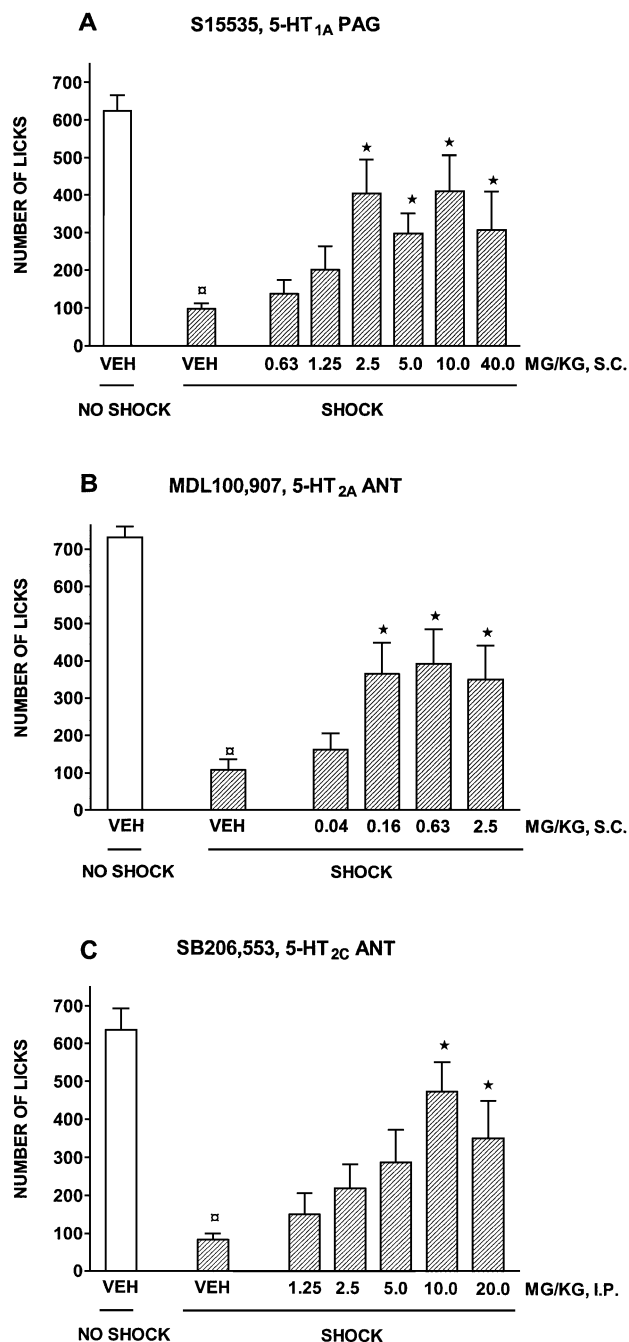 A
S15535, 5-HT1A PAG
NUMBER OF LICKS
700
600
500
400
300
200
100
0
¤
★ ★ ★ ★
VEH VEH 0.63 1.25 2.5 5.0 10.0 40.0 MG/KG, S.C.
NO SHOCK SHOCK
B
MDL100,907, 5-HT2A ANT
NUMBER OF LICKS
700
600
500
400
300
200
100
0
¤
★ ★ ★
VEH VEH 0.04 0.16 0.63 2.5 MG/KG, S.C.
NO SHOCK SHOCK
C
SB206,553, 5-HT2C ANT
NUMBER OF LICKS
700
600
500
400
300
200
100
0
¤
★ ★
VEH VEH 1.25 2.5 5.0 10.0 20.0 MG/KG, I.P.
NO SHOCK SHOCK